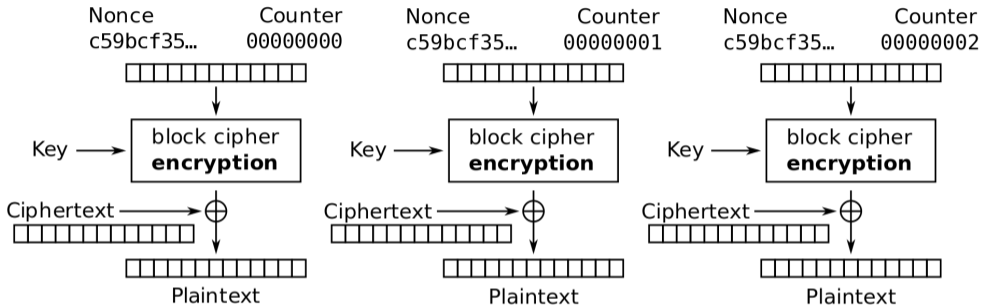 Nonce Counter Nonce Counter Nonce Counter
c59bcf35… 00000000 c59bcf35… 00000001 c59bcf35… 00000002
block cipher block cipher block cipher
Key encryption Key encryption Key encryption
Ciphertext Ciphertext Ciphertext
Plaintext Plaintext Plaintext